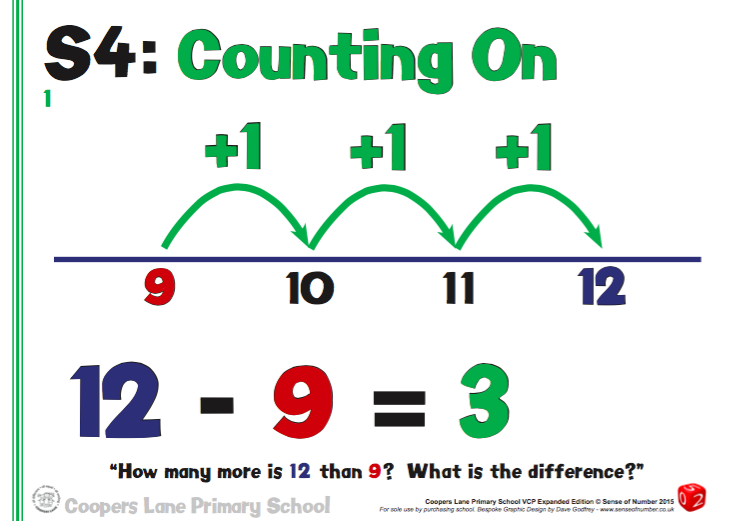 S4: Counting On
1
+1 +1 +1
9 10 11 12
12 - 9 = 3
“How many more is 12 than 9? What is the difference?”
Coopers Lane Primary School
Coopers Lane Primary School VCP Expanded Edition © Sense of Number 2015
For sole use by purchasing school. Bespoke Graphic Design by Dave Godfrey - www.senseofnumber.co.uk